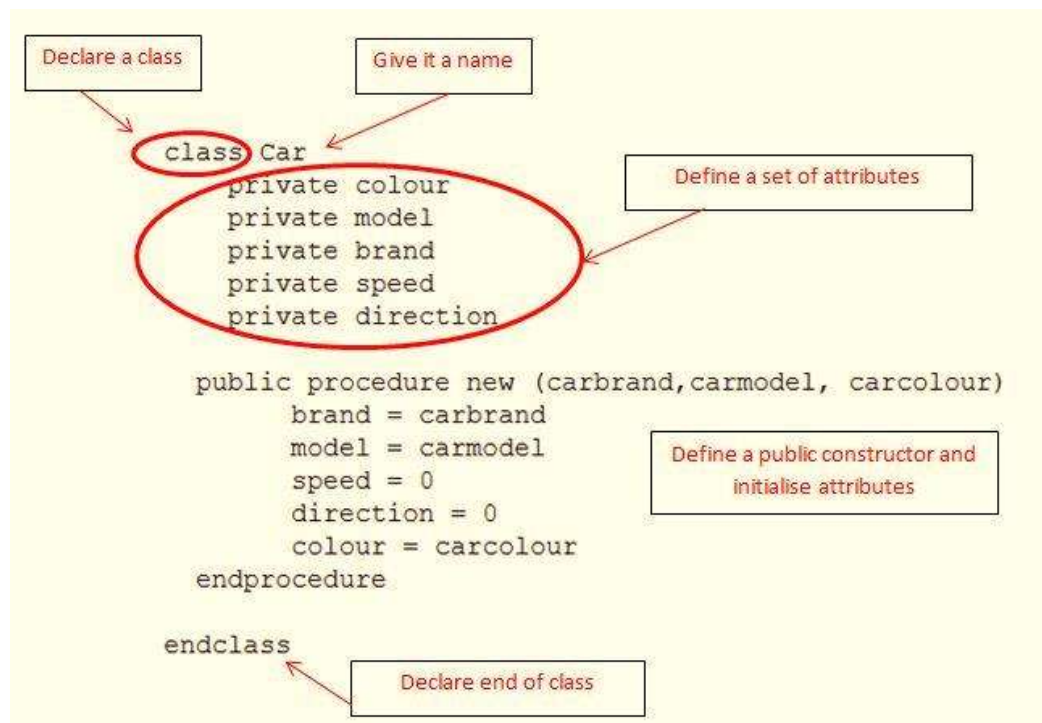 Declare a class
Give it a name
class Car
private colour
private model
private brand
private speed
private direction
Define a set of attributes
public procedure new (carbrand,carmodel, carcolour)
brand = carbrand
model = carmodel
speed = 0
direction = 0
colour = carcolour
endprocedure
Define a public constructor and
initialise attributes
endclass
Declare end of class